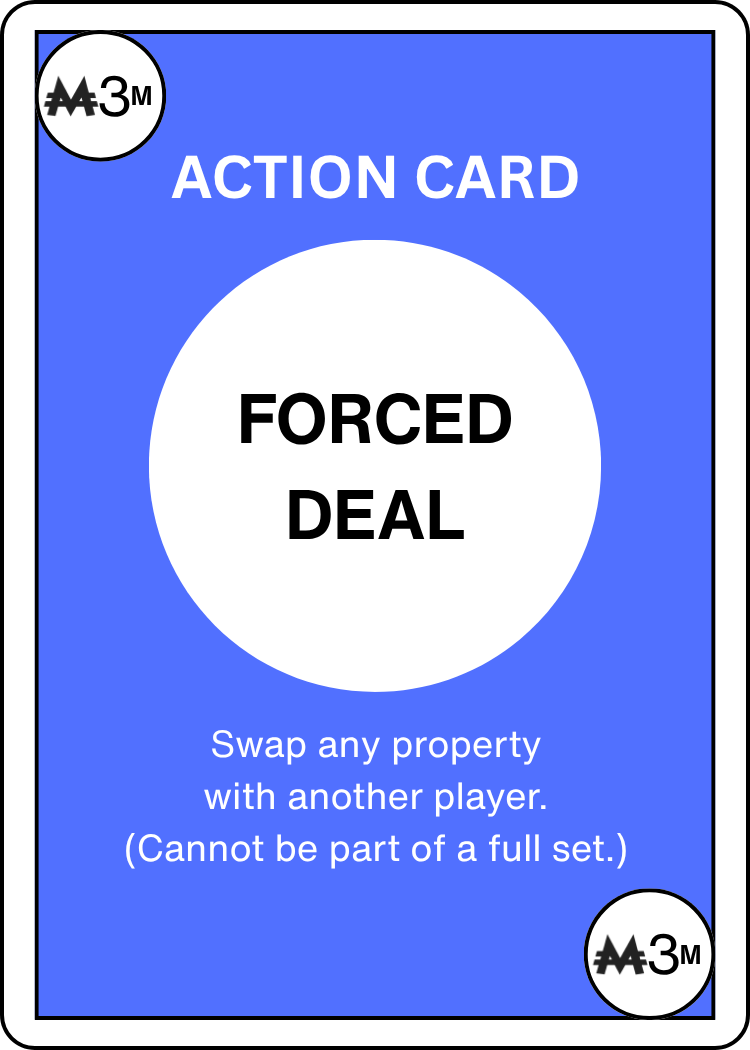 ₩3M
ACTION CARD
FORCED
DEAL
Swap any property
with another player.
(Cannot be part of a full set.)
₩3M